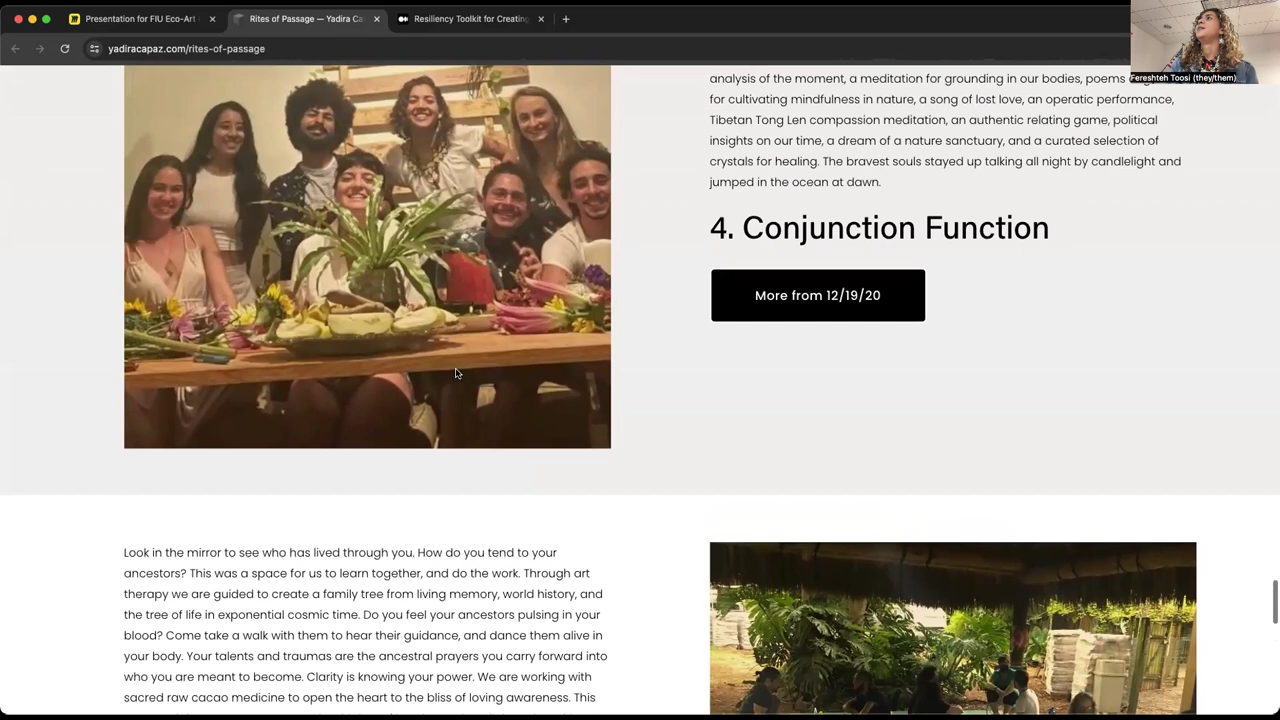 Presentation for FIU Eco-Art
Rites of Passage — Yadira Ca
Resiliency Toolkit for Creating
yadiracapaz.com/rites-of-passage
Fereshteh Toosi (they/them)
analysis of the moment, a meditation for grounding in our bodies, poems
for cultivating mindfulness in nature, a song of lost love, an operatic performance,
Tibetan Tong Len compassion meditation, an authentic relating game, political
insights on our time, a dream of a nature sanctuary, and a curated selection of
crystals for healing. The bravest souls stayed up talking all night by candlelight and
jumped in the ocean at dawn.
4. Conjunction Function
More from 12/19/20
Look in the mirror to see who has lived through you. How do you tend to your
ancestors? This was a space for us to learn together, and do the work. Through art
therapy we are guided to create a family tree from living memory, world history, and
the tree of life in exponential cosmic time. Do you feel your ancestors pulsing in your
blood? Come take a walk with them to hear their guidance, and dance them alive in
your body. Your talents and traumas are the ancestral prayers you carry forward into
who you are meant to become. Clarity is knowing your power. We are working with
sacred raw cacao medicine to open the heart to the bliss of loving awareness. This